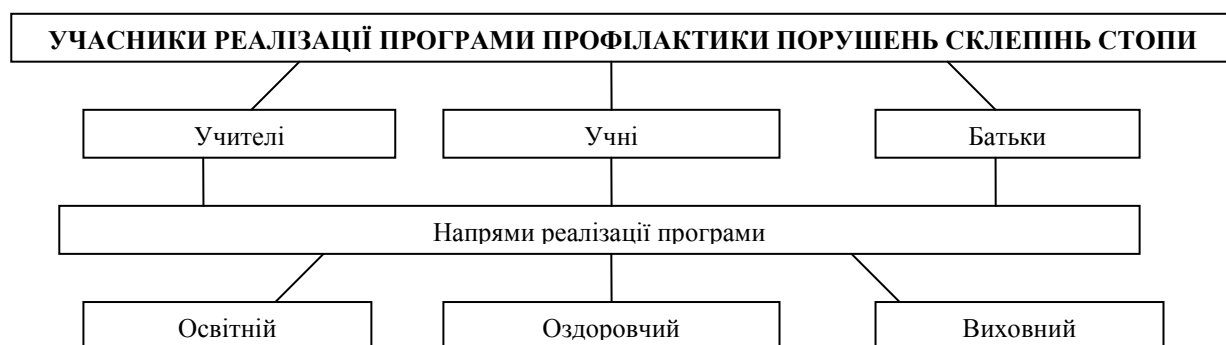 УЧАСНИКИ РЕАЛІЗАЦІЇ ПРОГРАМИ ПРОФІЛАКТИКИ ПОРУШЕНЬ СКЛЕПІНЬ СТОПИ
Учителі
Учні
Батьки
Напрями реалізації програми
Освітній
Оздоровчий
Виховний